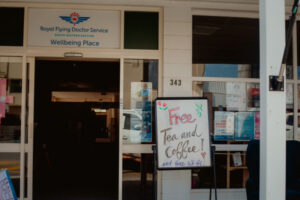 Royal Flying Doctor Service
Wellbeing Place
343
Free
Tea and
Coffee!